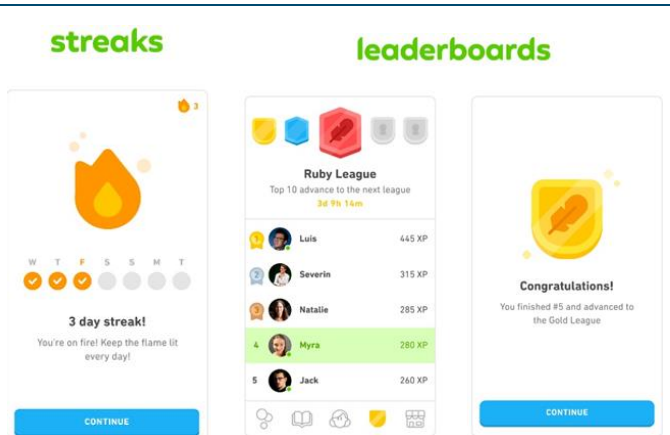 streaks
leaderboards
3
W T F S S M T
3 day streak!
You're on fire! Keep the flame lit
every day!
CONTINUE
Ruby League
Top 10 advance to the next league
3d 9h 14m
1 Luis 445 XP
2 Severin 315 XP
3 Natalie 285 XP
4 Myra 280 XP
5 Jack 260 XP
Congratulations!
You finished #5 and advanced to
the Gold League
CONTINUE